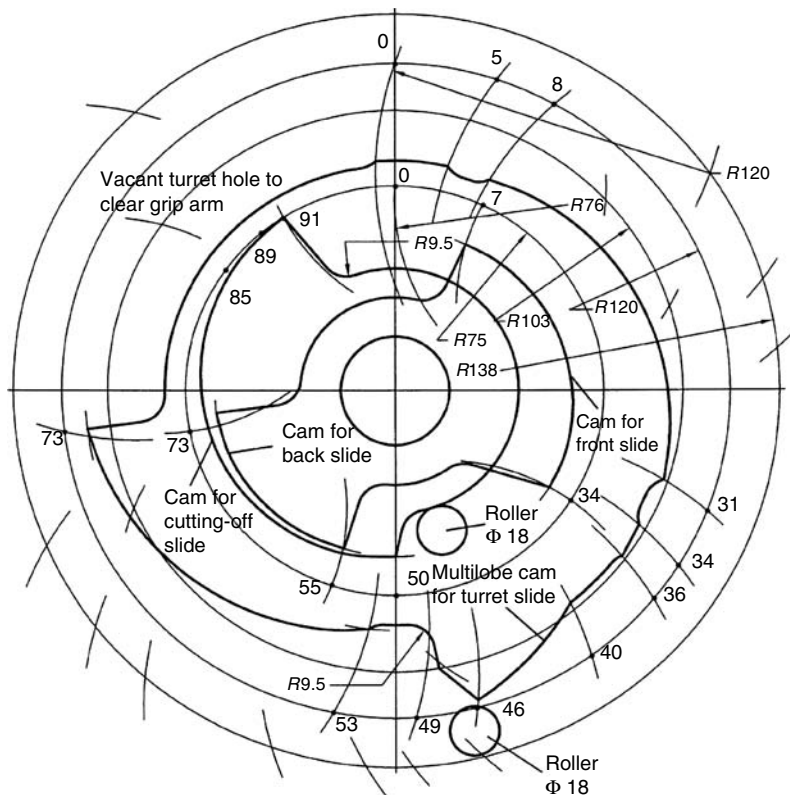 0
5
8
Vacant turret hole to
clear grip arm
0
R120
91
7
R76
R9.5
89
85
R120
R103
R75
R138
73
73
Cam for
back slide
Cam for
front slide
Cam for
cutting-off
slide
34
31
Roller
Φ 18
34
55
50
Multilobe cam
for turret slide
36
40
R9.5
53
49
46
Roller
Φ 18